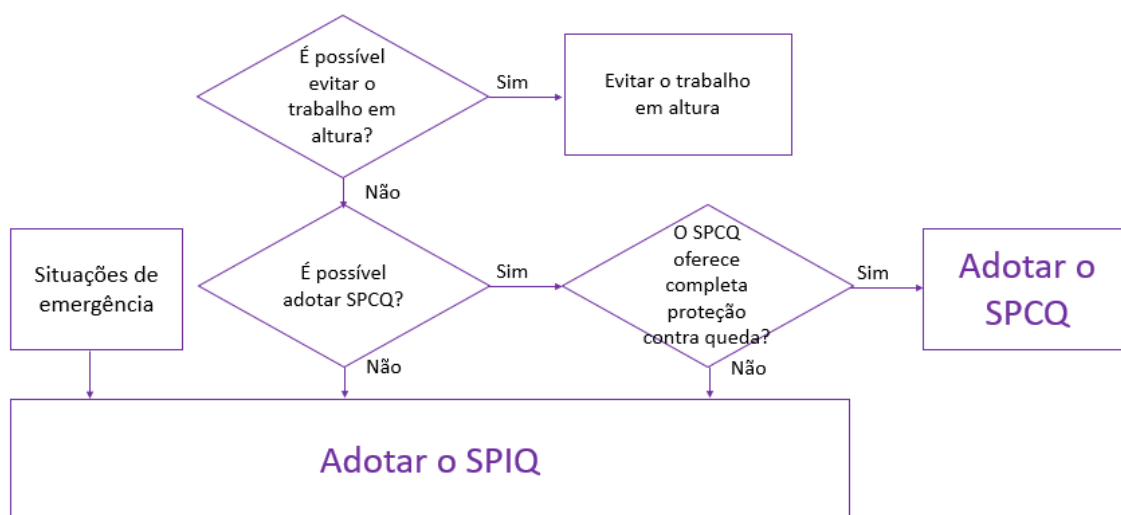 É possível
evitar o
trabalho em
altura?
Sim
Evitar o trabalho
em altura
Não
Situações de
emergência
É possível
adotar SPCQ?
Sim
O SPCQ
oferece
completa
proteção
contra queda?
Sim
Adotar o
SPCQ
Não
Não
Adotar o SPIQ